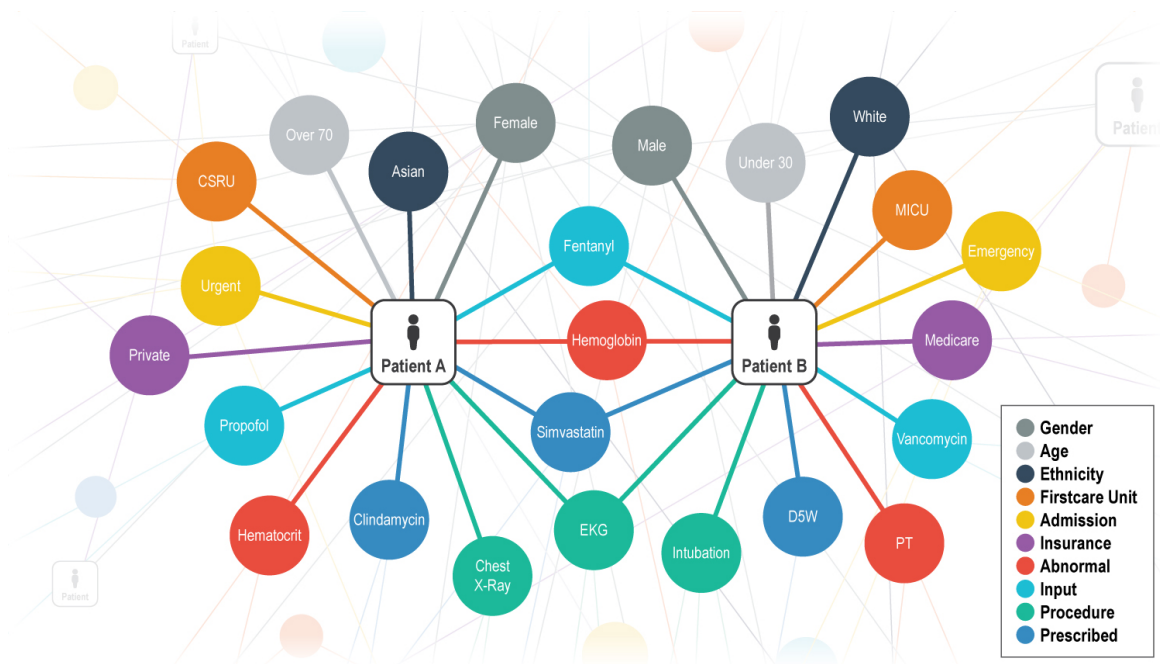 Patient
Over 70
Female
White
Patient
Asian
Male
Under 30
CSRU
MICU
Fentanyl
Emergency
Urgent
Hemoglobin
Medicare
Private
Patient A
Patient B
Propofol
Simvastatin
Vancomycin
Gender
Age
Ethnicity
Firstcare Unit
Admission
Insurance
Abnormal
Input
Procedure
Prescribed
Hematocrit
Clindamycin
EKG
D5W
Intubation
PT
Chest
X-Ray
Patient